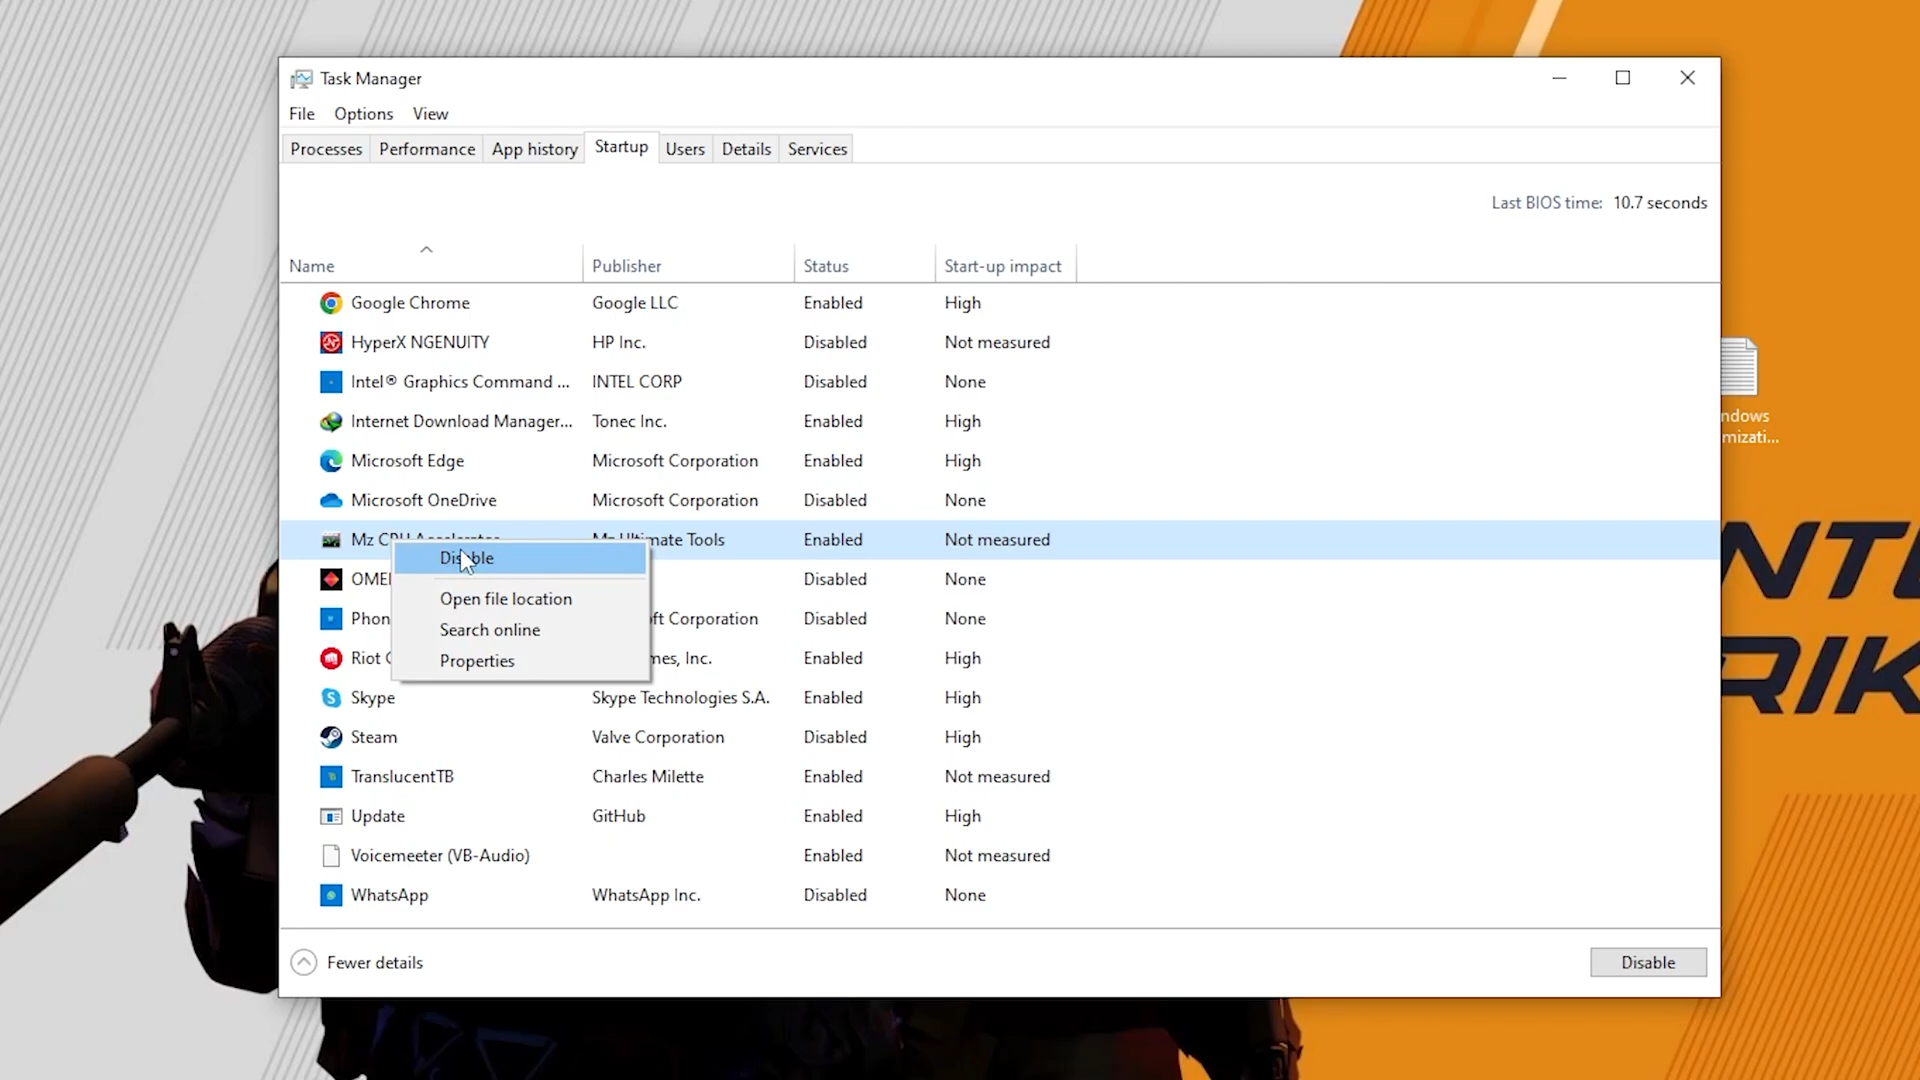 Task Manager
File Options View
Processes Performance App history Startup Users Details Services
Last BIOS time: 10.7 seconds
Name Publisher Status Start-up impact
Google Chrome Google LLC Enabled High
HyperX NGENUITY HP Inc. Disabled Not measured
Intel® Graphics Command ... INTEL CORP Disabled None
Internet Download Manager... Tonec Inc. Enabled High
Microsoft Edge Microsoft Corporation Enabled High
Microsoft OneDrive Microsoft Corporation Disabled None
Mz CPU Accelerator Mz Ultimate Tools Enabled Not measured
Disable
Disabled None
Open file location
Corporation Disabled None
Search online
Riot Inc. Enabled High
Properties
Skype Skype Technologies S.A. Enabled High
Steam Valve Corporation Disabled High
TranslucentTB Charles Milette Enabled Not measured
Update GitHub Enabled High
Voicemeeter (VB-Audio) Enabled Not measured
WhatsApp WhatsApp Inc. Disabled None
Fewer details Disable
ndows
mizati...
NTE
RIK